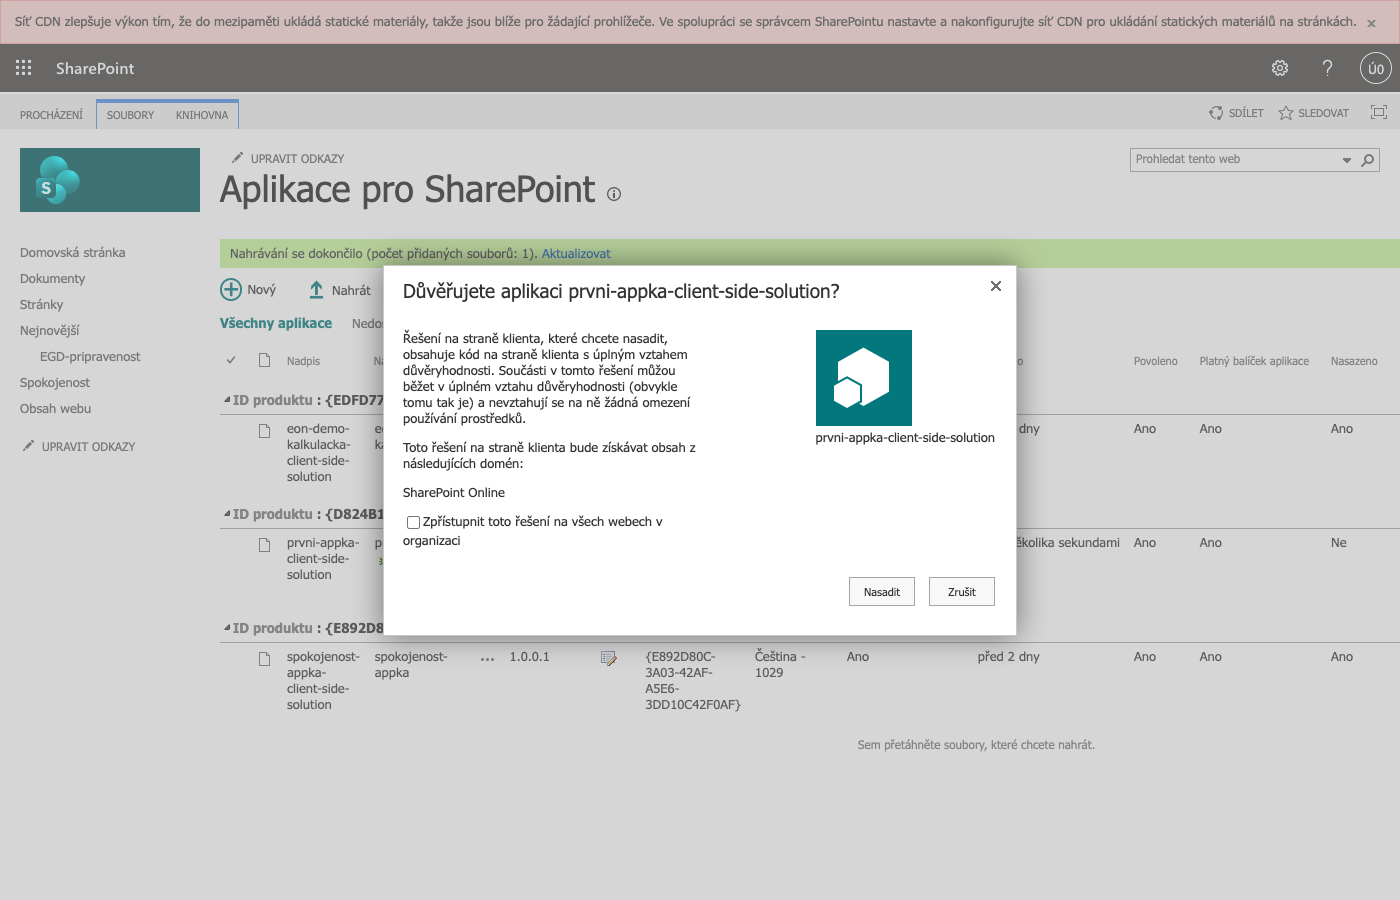 Síť CDN zlepšuje výkon tím, že do mezipaměti ukládá statické materiály, takže jsou blíže pro žádající prohlížeče. Ve spolupráci se správcem SharePointu nastavte a nakonfigurujte síť CDN pro ukládání statických materiálů na stránkách.
SharePoint
Ú0
PROCHÁZENÍ
SOUBORY
KNIHOVNA
SDÍLET
SLEDOVAT
S
UPRAVIT ODKAZY
Aplikace pro SharePoint
Prohledat tento web
Domovská stránka
Dokumenty
Stránky
Nejnovější
EGD-pripravenost
Spokojenost
Obsah webu
UPRAVIT ODKAZY
Nahrávání se dokončilo (počet přidaných souborů: 1). Aktualizovat
Nový
Nahrát
Všechny aplikace
Nadpis
Povoleno
Platný balíček aplikace
Nasazeno
ID produktu : {EDFD77
eon-demo-
kalkulacka-
client-side-
solution
dny
Ano
Ano
Ano
ID produktu : {D824B1
prvni-appka-
client-side-
solution
ěkolika sekundami
Ano
Ano
Ne
ID produktu : {E892D8
spokojenost-
appka-
client-side-
solution
spokojenost-
appka
1.0.0.1
{E892D80C-
3A03-42AF-
A5E6-
3DD10C42F0AF}
Čeština -
1029
Ano
před 2 dny
Ano
Ano
Ano
Sem přetáhněte soubory, které chcete nahrát.
Důvěřujete aplikaci prvni-appka-client-side-solution?
Řešení na straně klienta, které chcete nasadit,
obsahuje kód na straně klienta s úplným vztahem
důvěryhodnosti. Součásti v tomto řešení můžou
běžet v úplném vztahu důvěryhodnosti (obvykle
tomu tak je) a nevztahují se na ně žádná omezení
používání prostředků.
Toto řešení na straně klienta bude získávat obsah z
následujících domén:
SharePoint Online
Zpřístupnit toto řešení na všech webech v
organizaci
prvni-appka-client-side-solution
Nasadit
Zrušit